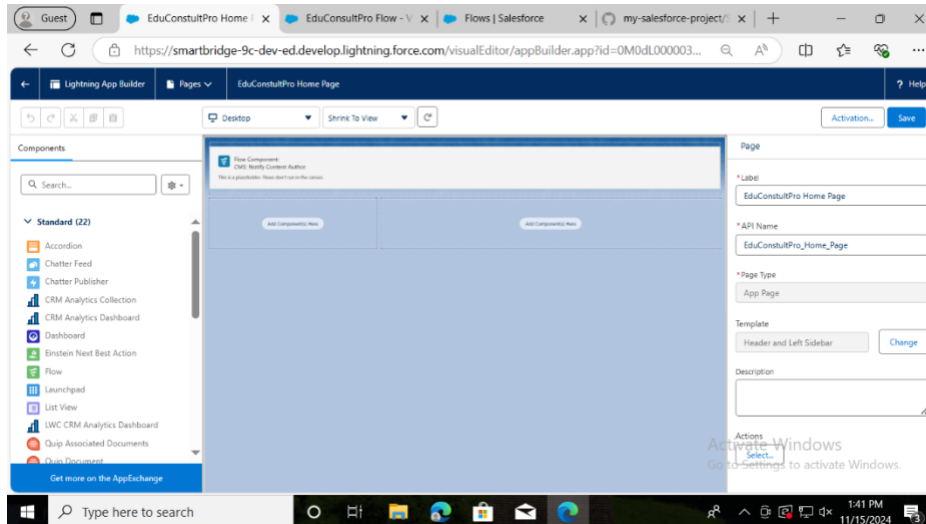 Guest
EduConstultPro Home P
EduConsultPro Flow - V
Flows | Salesforce
my-salesforce-project/S
https://smartbridge-9c-dev-ed.develop.lightning.force.com/visualEditor/appBuilder.app?id=0M0dL000003...
Lightning App Builder
Pages
EduConstultPro Home Page
? Help
Desktop
Shrink To View
Activation...
Save
Components
Search...
Standard (22)
Accordion
Chatter Feed
Chatter Publisher
CRM Analytics Collection
CRM Analytics Dashboard
Dashboard
Einstein Next Best Action
Flow
Launchpad
List View
LWC CRM Analytics Dashboard
Quip Associated Documents
Quip Document
Get more on the AppExchange
Flow Component:
CMS: Notify Content Author
This is a placeholder. Flows don't run in the canvas.
Add Component(s) Here
Add Component(s) Here
Page
*Label
EduConstultPro Home Page
*API Name
EduConstultPro_Home_Page
*Page Type
App Page
Template
Header and Left Sidebar
Change
Description
Actions
Select...
Activate Windows
Go to Settings to activate Windows.
Type here to search
1:41 PM
11/15/2024
3